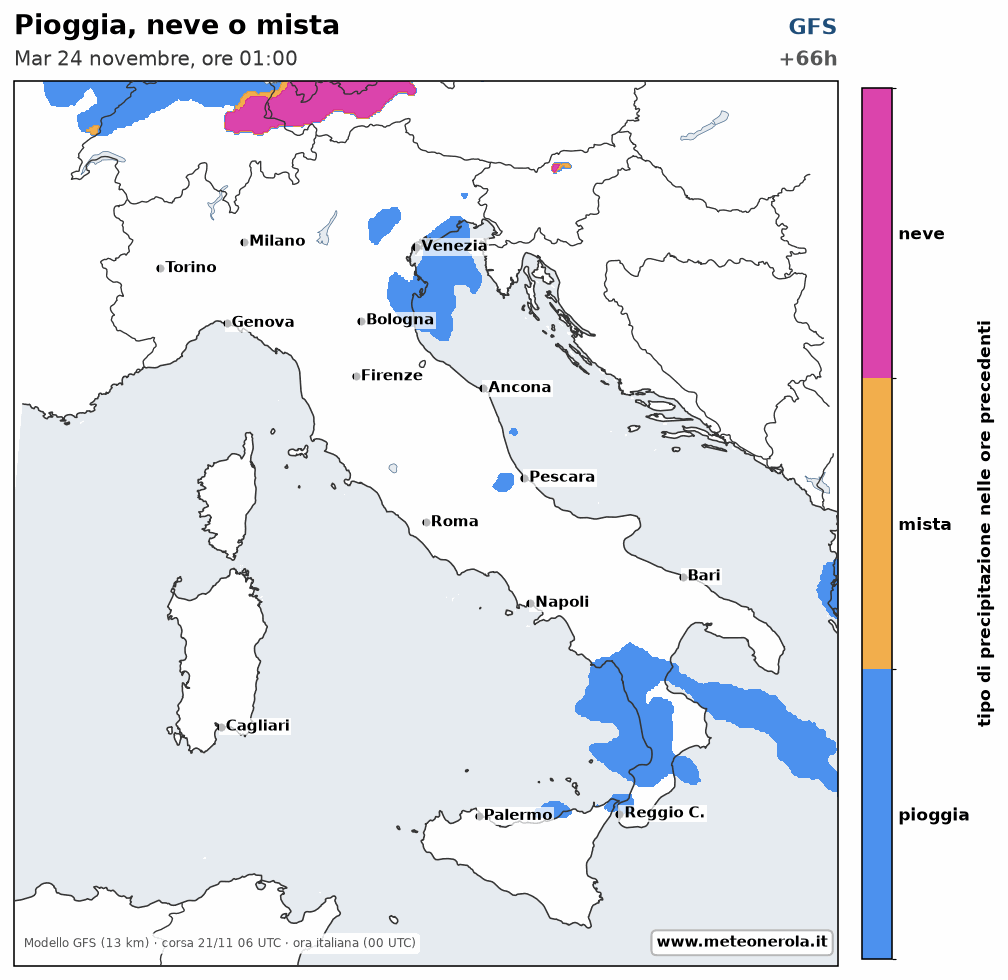 Pioggia, neve o mista
GFS
Mar 24 novembre, ore 01:00
+66h
neve
mista
pioggia
tipo di precipitazione nelle ore precedenti
Milano
Venezia
Torino
Genova
Bologna
Firenze
Ancona
Pescara
Roma
Bari
Napoli
Cagliari
Palermo
Reggio C.
Modello GFS (13 km) · corsa 21/11 06 UTC · ora italiana (00 UTC)
www.meteonerola.it